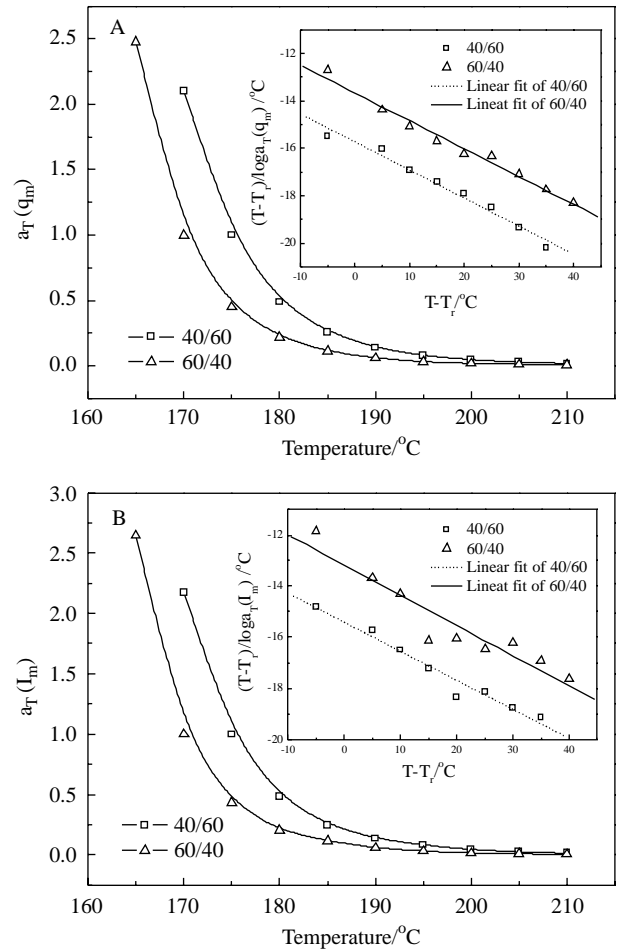 A
2.5
2.0
1.5
1.0
0.5
0.0
a_T (q_m)
160 170 180 190 200 210
Temperature/°C
40/60
60/40
-12
-14
-16
-18
-20
(T-T_r)/loga_T(q_m) /°C
-10 0 10 20 30 40
T-T_r/°C
40/60
60/40
Linear fit of 40/60
Lineat fit of 60/40
B
3.0
2.5
2.0
1.5
1.0
0.5
0.0
a_T (I_m)
160 170 180 190 200 210
Temperature/°C
40/60
60/40
-12
-14
-16
-18
-20
(T-T_r)/loga_T(I_m) /°C
-10 0 10 20 30 40
T-T_r/°C
40/60
60/40
Linear fit of 40/60
Linteat fit of 60/40